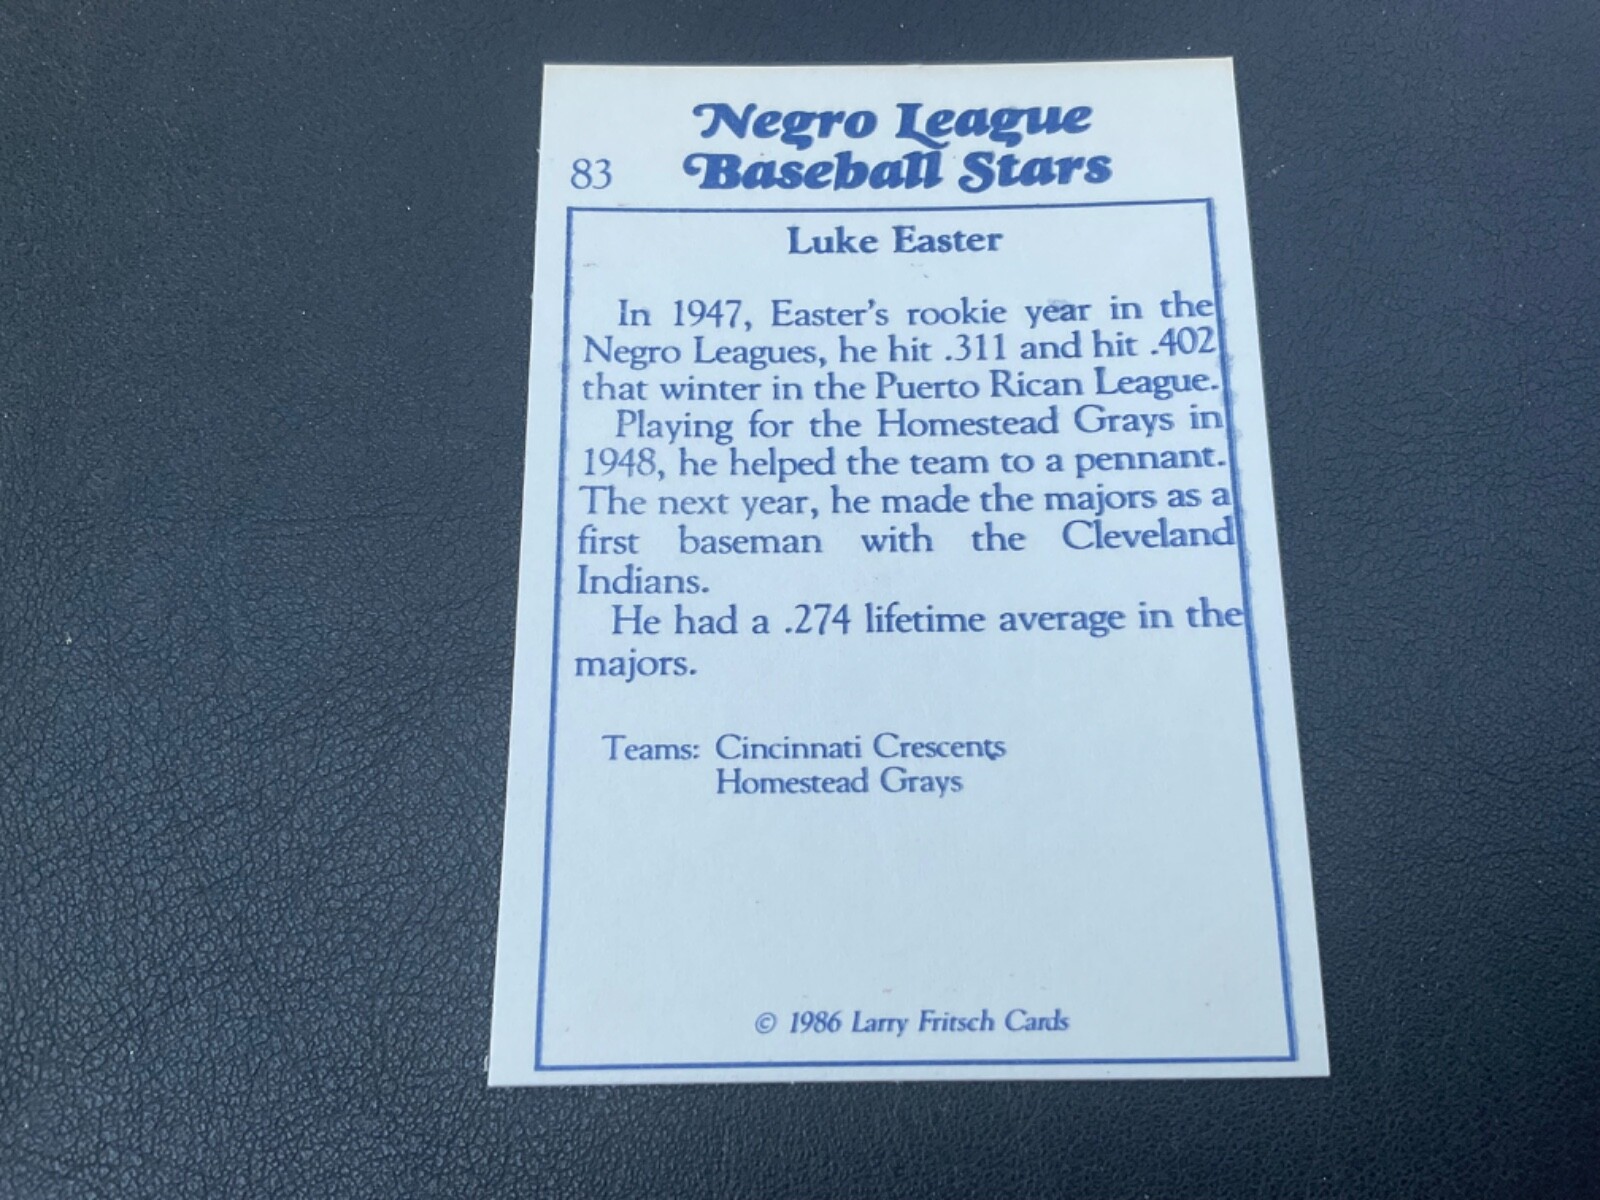 Negro League
83 Baseball Stars
Luke Easter
In 1947, Easter's rookie year in the
Negro Leagues, he hit .311 and hit .402
that winter in the Puerto Rican League.
Playing for the Homestead Grays in
1948, he helped the team to a pennant.
The next year, he made the majors as a
first baseman with the Cleveland
Indians.
He had a .274 lifetime average in the
majors.
Teams: Cincinnati Crescents
Homestead Grays
© 1986 Larry Fritsch Cards